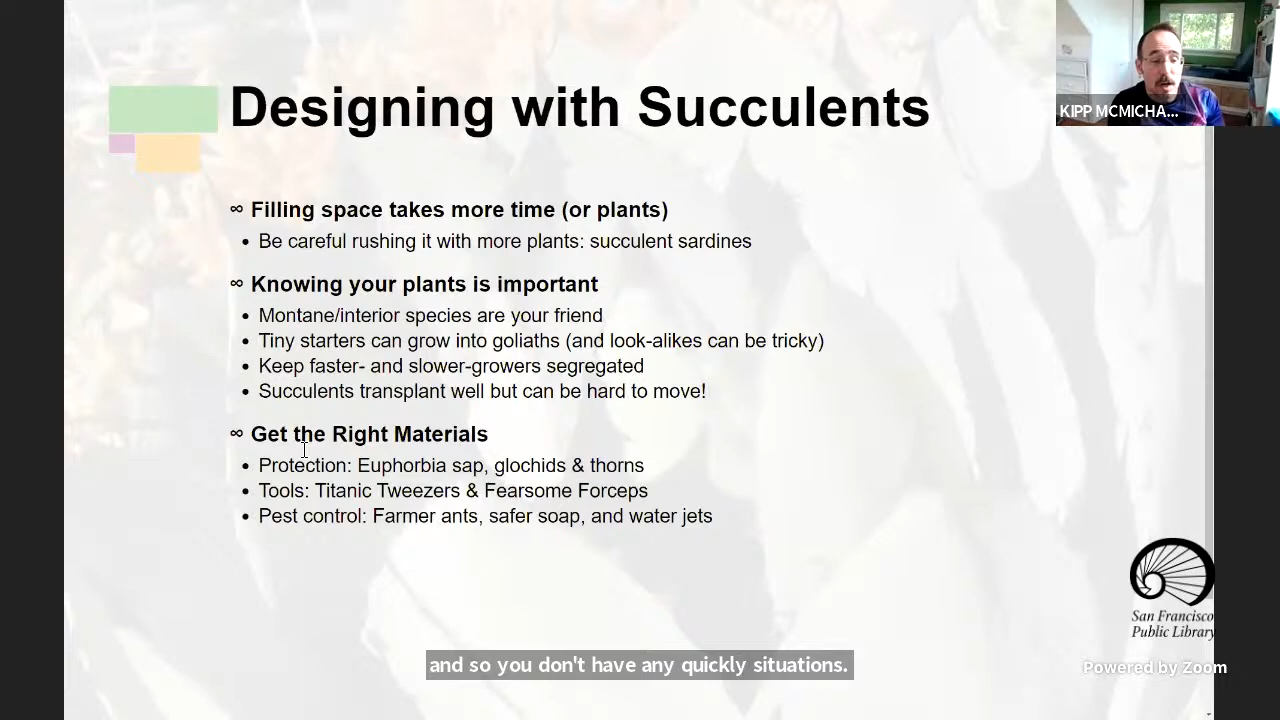 Designing with Succulents
KIPP MCMICHA...
∞ Filling space takes more time (or plants)
• Be careful rushing it with more plants: succulent sardines
∞ Knowing your plants is important
• Montane/interior species are your friend
• Tiny starters can grow into goliaths (and look-alikes can be tricky)
• Keep faster- and slower-growers segregated
• Succulents transplant well but can be hard to move!
∞ Get the Right Materials
• Protection: Euphorbia sap, glochids & thorns
• Tools: Titanic Tweezers & Fearsome Forceps
• Pest control: Farmer ants, safer soap, and water jets
San Francisco
Public Library
and so you don't have any quickly situations.
Powered by Zoom